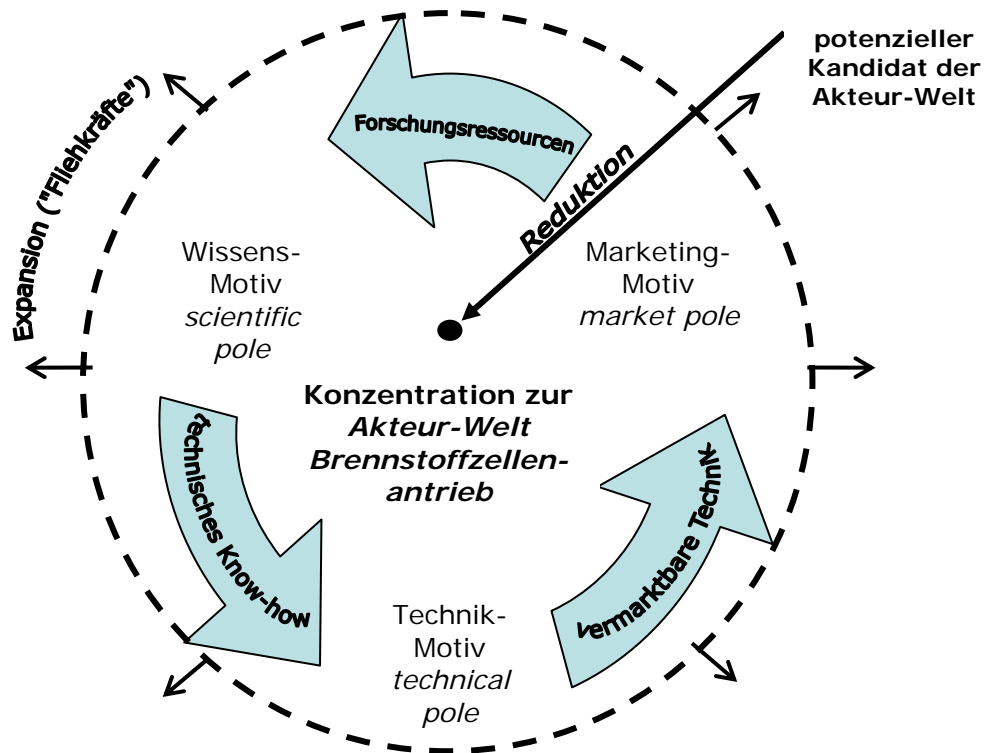 potenzieller
Kandidat der
Akteur-Welt
Expansion ("Fliehkräfte")
Forschungsressourcen
Reduktion
Wissens-
Motiv
scientific
pole
Marketing-
Motiv
market pole
Konzentration zur
Akteur-Welt
Brennstoffzellen-
antrieb
Technisches Know-how
vermarktbare Technik
Technik-
Motiv
technical
pole